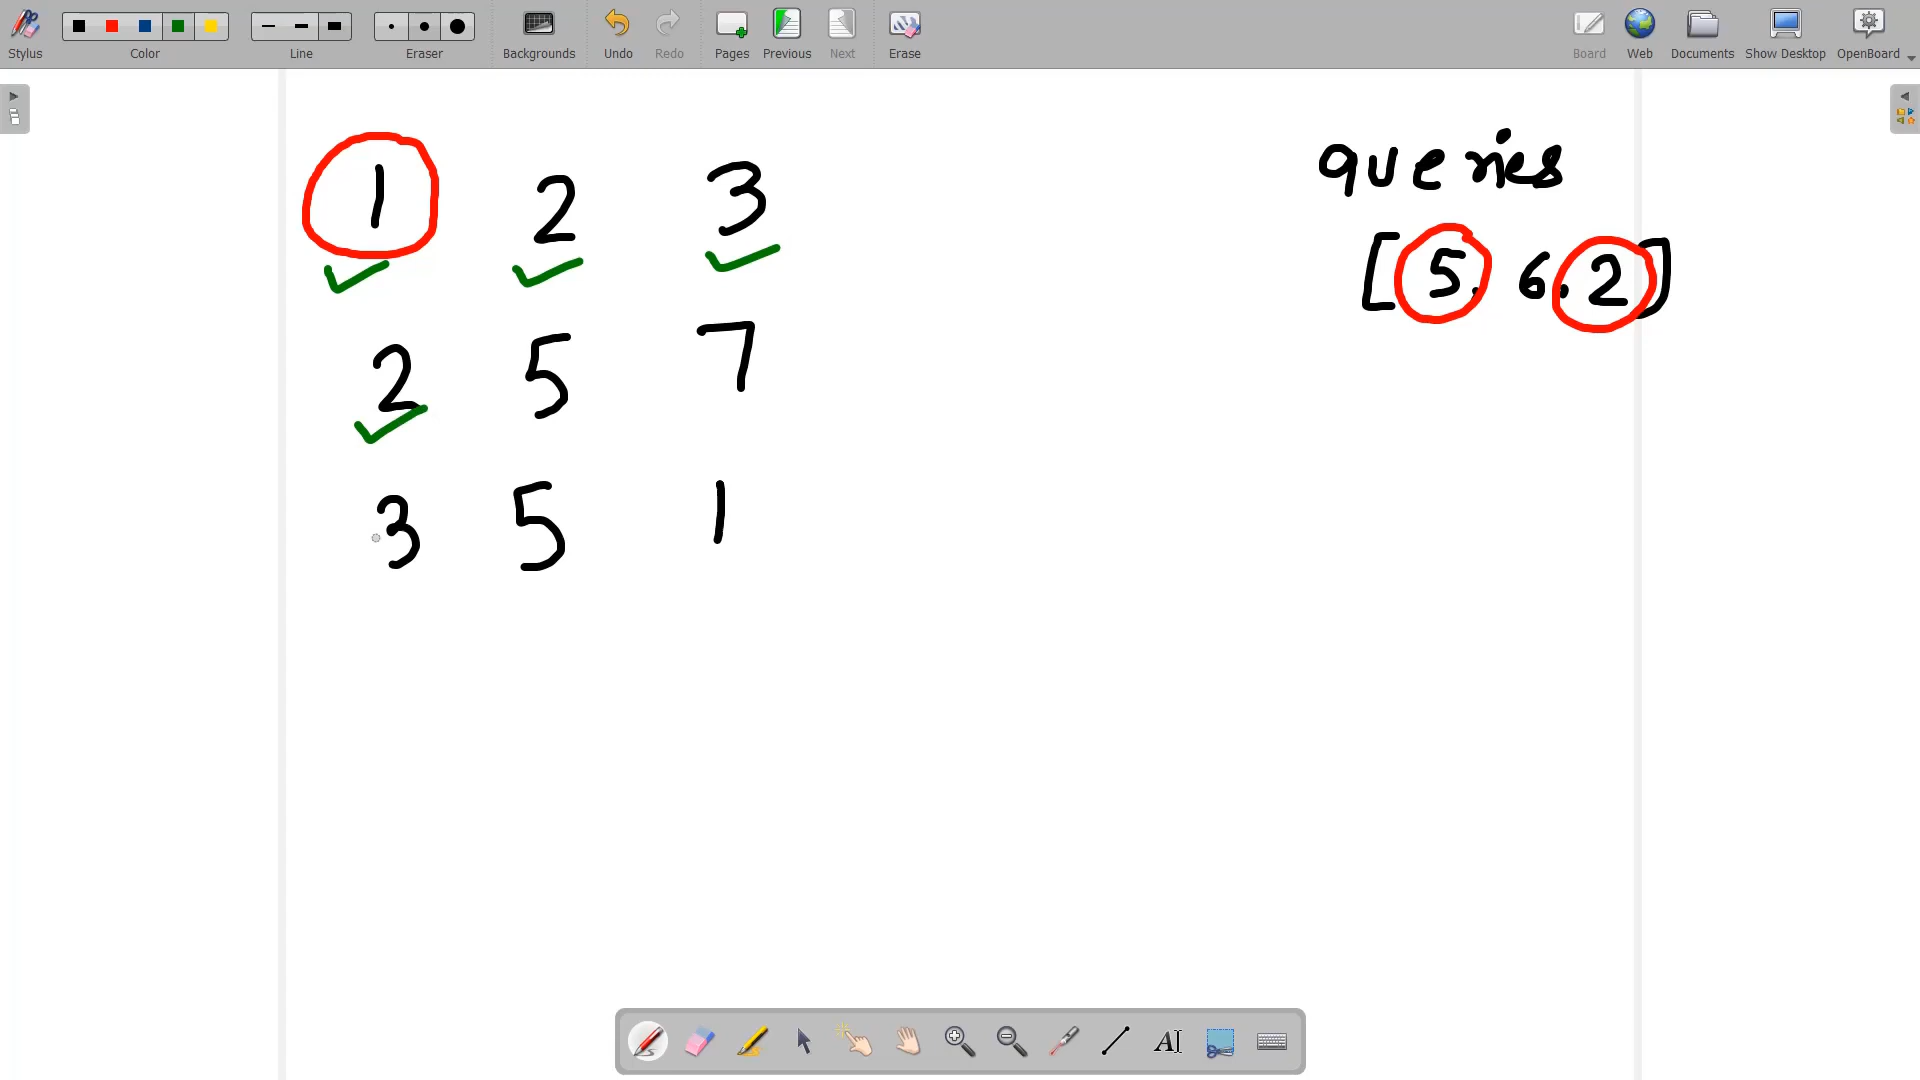 Stylus Color Line Eraser Backgrounds Undo Redo Pages Previous Next Erase Board Web Documents Show Desktop OpenBoard
queries
1 2 3
[5, 6, 2]
2 5 7
3 5 1
AI